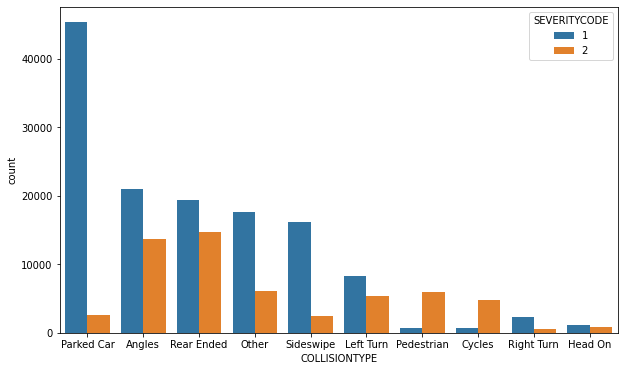 SEVERITYCODE
1
2
40000
30000
20000
10000
0
count
Parked Car Angles Rear Ended Other Sideswipe Left Turn Pedestrian Cycles Right Turn Head On
COLLISIONTYPE